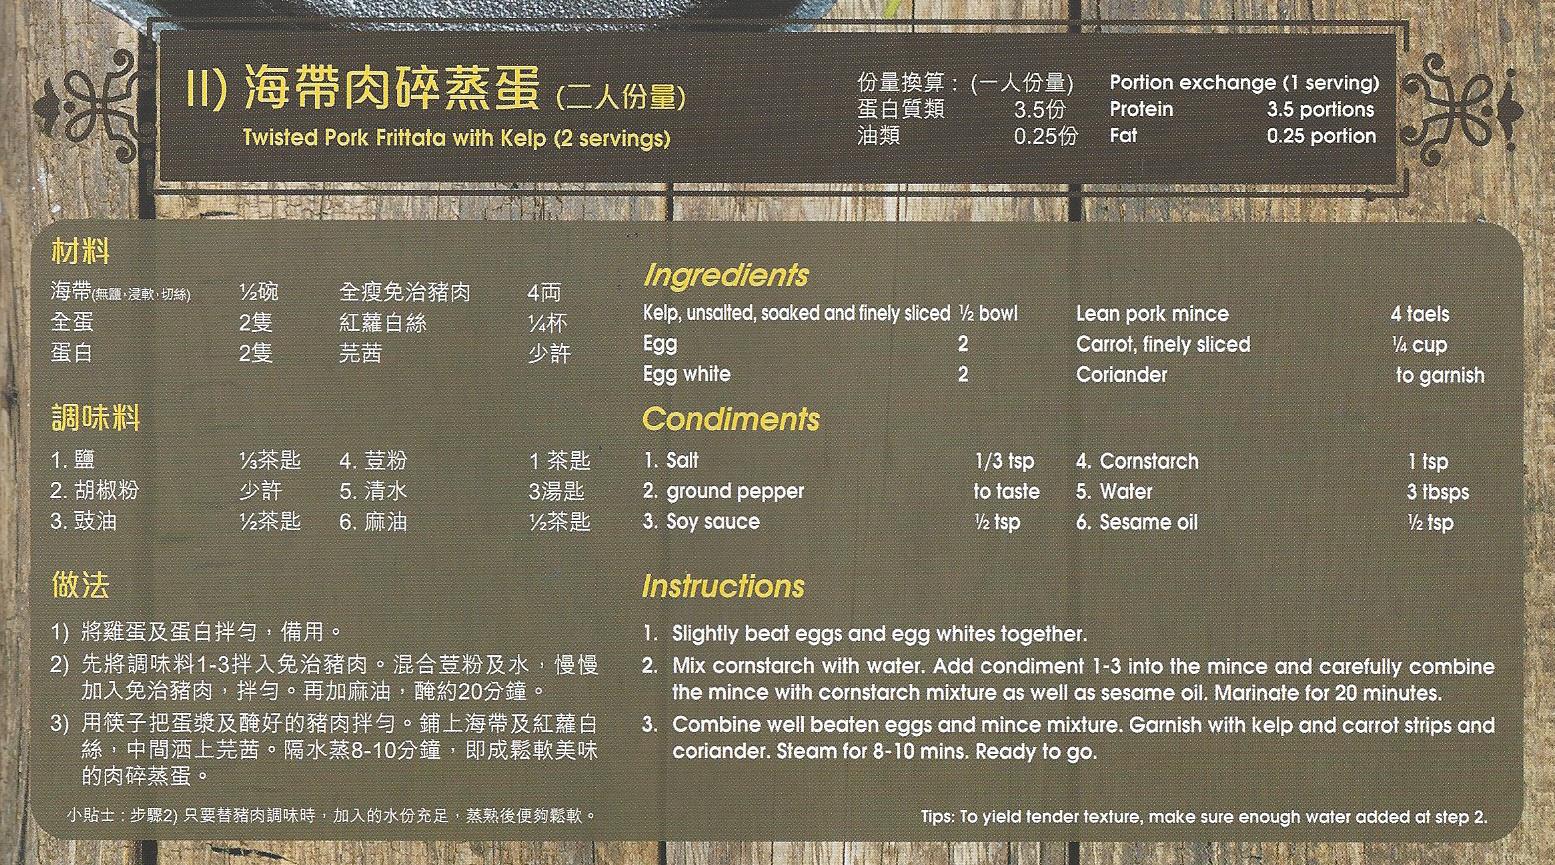 II) 海帶肉碎蒸蛋 (二人份量)
Twisted Pork Frittata with Kelp (2 servings)
份量換算： (一人份量)
蛋白質類 3.5份
油類 0.25份
Portion exchange (1 serving)
Protein 3.5 portions
Fat 0.25 portion
材料
海帶(無鹽，浸軟，切絲) ½碗 全瘦免治豬肉 4両
全蛋 2隻 紅蘿白絲 ¼杯
蛋白 2隻 芫茜 少許
調味料
1. 鹽 ⅓茶匙 4. 荳粉 1 茶匙
2. 胡椒粉 少許 5. 清水 3湯匙
3. 豉油 ½茶匙 6. 麻油 ½茶匙
做法
1) 將雞蛋及蛋白拌勻，備用。
2) 先將調味料1-3拌入免治豬肉。混合荳粉及水，慢慢
加入免治豬肉，拌勻。再加麻油，醃約20分鐘。
3) 用筷子把蛋漿及醃好的豬肉拌勻。鋪上海帶及紅蘿白
絲，中間洒上芫茜。隔水蒸8-10分鐘，即成鬆軟美味
的肉碎蒸蛋。
小貼士：步驟2) 只要替豬肉調味時，加入的水份充足，蒸熟後便夠鬆軟。
Ingredients
Kelp, unsalted, soaked and finely sliced ½ bowl Lean pork mince 4 taels
Egg 2 Carrot, finely sliced ¼ cup
Egg white 2 Coriander to garnish
Condiments
1. Salt 1/3 tsp 4. Cornstarch 1 tsp
2. ground pepper to taste 5. Water 3 tbsps
3. Soy sauce ½ tsp 6. Sesame oil ½ tsp
Instructions
1. Slightly beat eggs and egg whites together.
2. Mix cornstarch with water. Add condiment 1-3 into the mince and carefully combine
the mince with cornstarch mixture as well as sesame oil. Marinate for 20 minutes.
3. Combine well beaten eggs and mince mixture. Garnish with kelp and carrot strips and
coriander. Steam for 8-10 mins. Ready to go.
Tips: To yield tender texture, make sure enough water added at step 2.